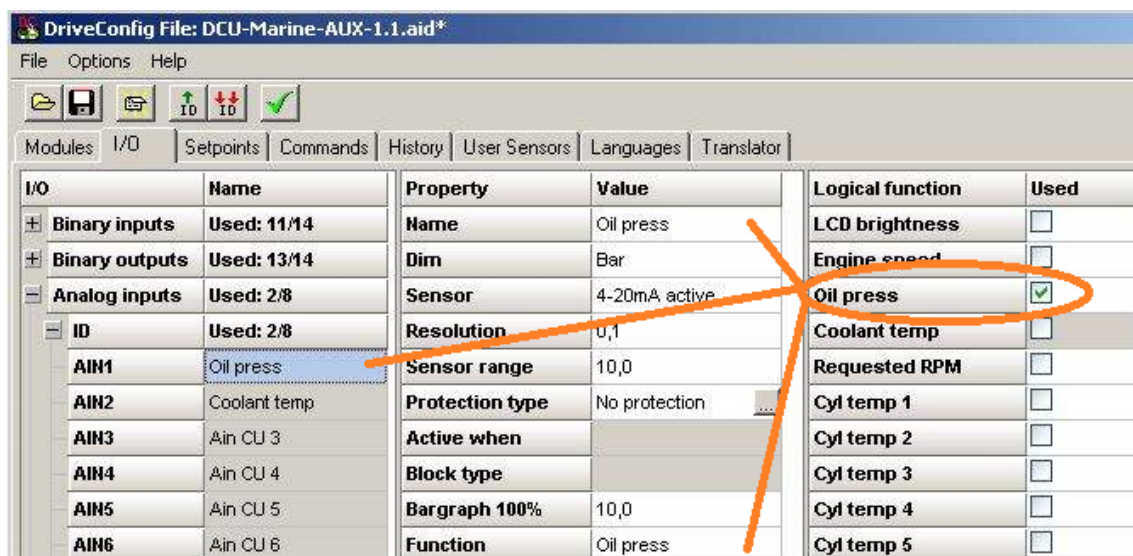 DriveConfig File: DCU-Marine-AUX-1.1.aid*
File Options Help
ID ID
Modules I/O Setpoints Commands History User Sensors Languages Translator
I/O Name Property Value Logical function Used
Binary inputs Used: 11/14 Name Oil press LCD brightness
Binary outputs Used: 13/14 Dim Bar Engine speed
Analog inputs Used: 2/8 Sensor 4-20mA active Oil press
ID Used: 2/8 Resolution 0,1 Coolant temp
AIN1 Oil press Sensor range 10,0 Requested RPM
AIN2 Coolant temp Protection type No protection ... Cyl temp 1
AIN3 Ain CU 3 Active when Cyl temp 2
AIN4 Ain CU 4 Block type Cyl temp 3
AIN5 Ain CU 5 Bargraph 100% 10,0 Cyl temp 4
AIN6 Ain CU 6 Function Oil press Cyl temp 5